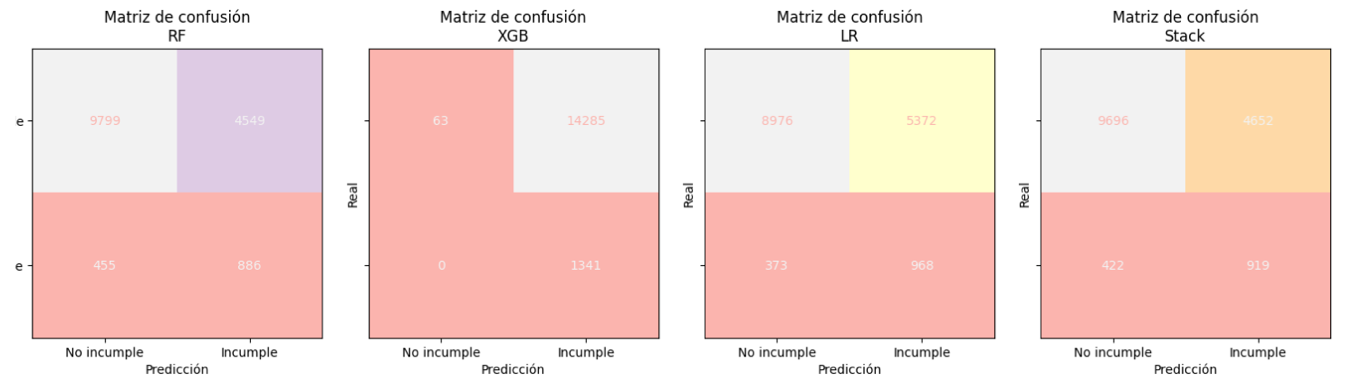 Matriz de confusión
RF
e
9799
4549
e
455
886
No incumple
Incumple
Predicción
Matriz de confusión
XGB
Real
63
14285
0
1341
No incumple
Incumple
Predicción
Matriz de confusión
LR
Real
8976
5372
373
968
No incumple
Incumple
Predicción
Matriz de confusión
Stack
Real
9696
4652
422
919
No incumple
Incumple
Predicción